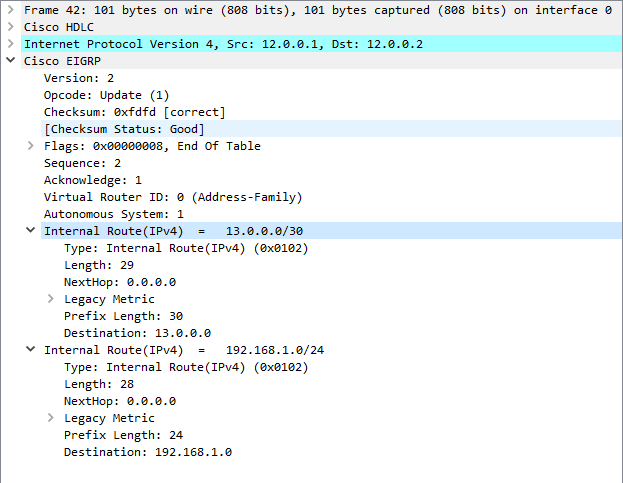 Frame 42: 101 bytes on wire (808 bits), 101 bytes captured (808 bits) on interface 0
Cisco HDLC
Internet Protocol Version 4, Src: 12.0.0.1, Dst: 12.0.0.2
Cisco EIGRP
Version: 2
Opcode: Update (1)
Checksum: 0xfdfd [correct]
[Checksum Status: Good]
Flags: 0x00000008, End Of Table
Sequence: 2
Acknowledge: 1
Virtual Router ID: 0 (Address-Family)
Autonomous System: 1
Internal Route(IPv4)  =   13.0.0.0/30
Type: Internal Route(IPv4) (0x0102)
Length: 29
NextHop: 0.0.0.0
Legacy Metric
Prefix Length: 30
Destination: 13.0.0.0
Internal Route(IPv4)  =   192.168.1.0/24
Type: Internal Route(IPv4) (0x0102)
Length: 28
NextHop: 0.0.0.0
Legacy Metric
Prefix Length: 24
Destination: 192.168.1.0